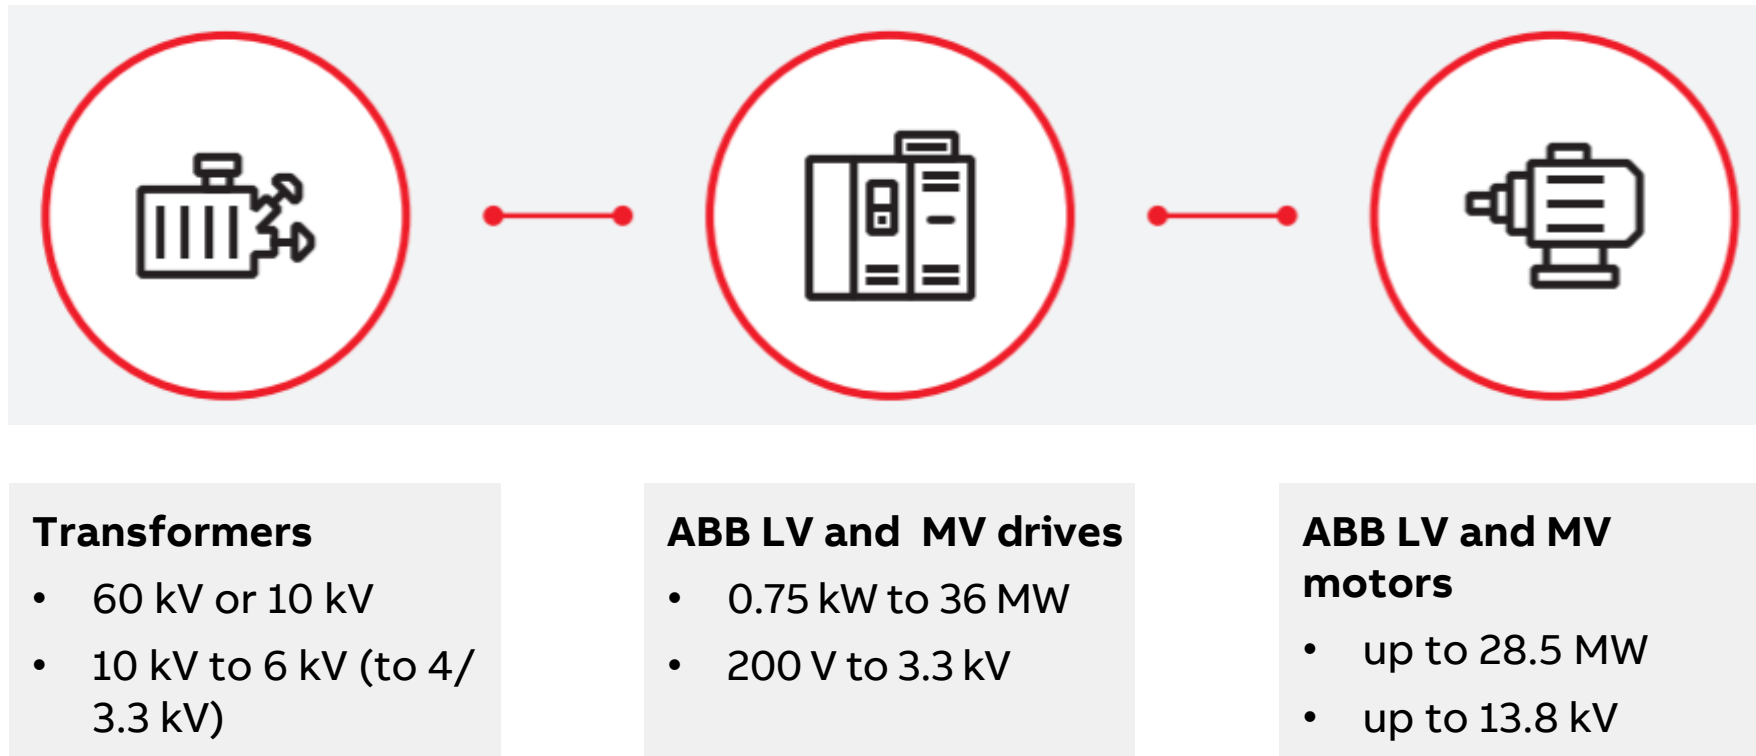 Transformers
• 60 kV or 10 kV
• 10 kV to 6 kV (to 4/
3.3 kV)
ABB LV and MV drives
• 0.75 kW to 36 MW
• 200 V to 3.3 kV
ABB LV and MV
motors
• up to 28.5 MW
• up to 13.8 kV